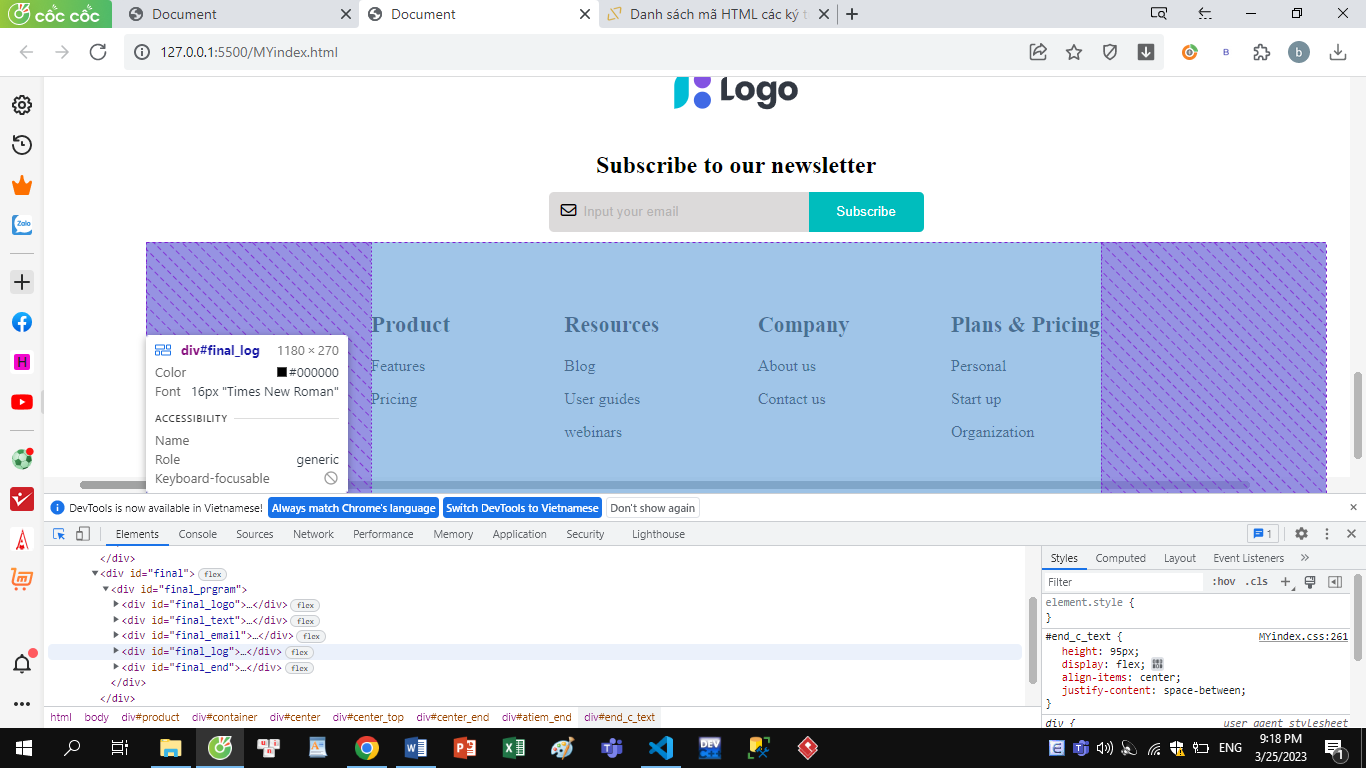 cốc cốc
Document
Document
Danh sách mã HTML các ký t
127.0.0.1:5500/MYindex.html
B
b
Logo
Zalo
Subscribe to our newsletter
Input your email
Subscribe
H
Product
Resources
Company
Plans & Pricing
Features
Blog
About us
Personal
Pricing
User guides
Contact us
Start up
webinars
Organization
div#final_log 1180 × 270
Color #000000
Font 16px "Times New Roman"
ACCESSIBILITY
Name
Role generic
Keyboard-focusable
DevTools is now available in Vietnamese! Always match Chrome's language Switch DevTools to Vietnamese Don't show again
Elements Console Sources Network Performance Memory Application Security Lighthouse 1
</div>
<div id="final"> flex
<div id="final_prgram">
<div id="final_logo">…</div> flex
<div id="final_text">…</div> flex
<div id="final_email">…</div> flex
<div id="final_log">…</div> flex
<div id="final_end">…</div> flex
</div>
</div>
html body div#product div#container div#center div#center_top div#center_end div#atiem_end div#end_c_text
Styles Computed Layout Event Listeners
Filter :hov .cls
element.style {
}
#end_c_text { MYindex.css:261
height: 95px;
display: flex;
align-items: center;
justify-content: space-between;
}
div { user agent stylesheet
DEV
ENG
9:18 PM
3/25/2023
1